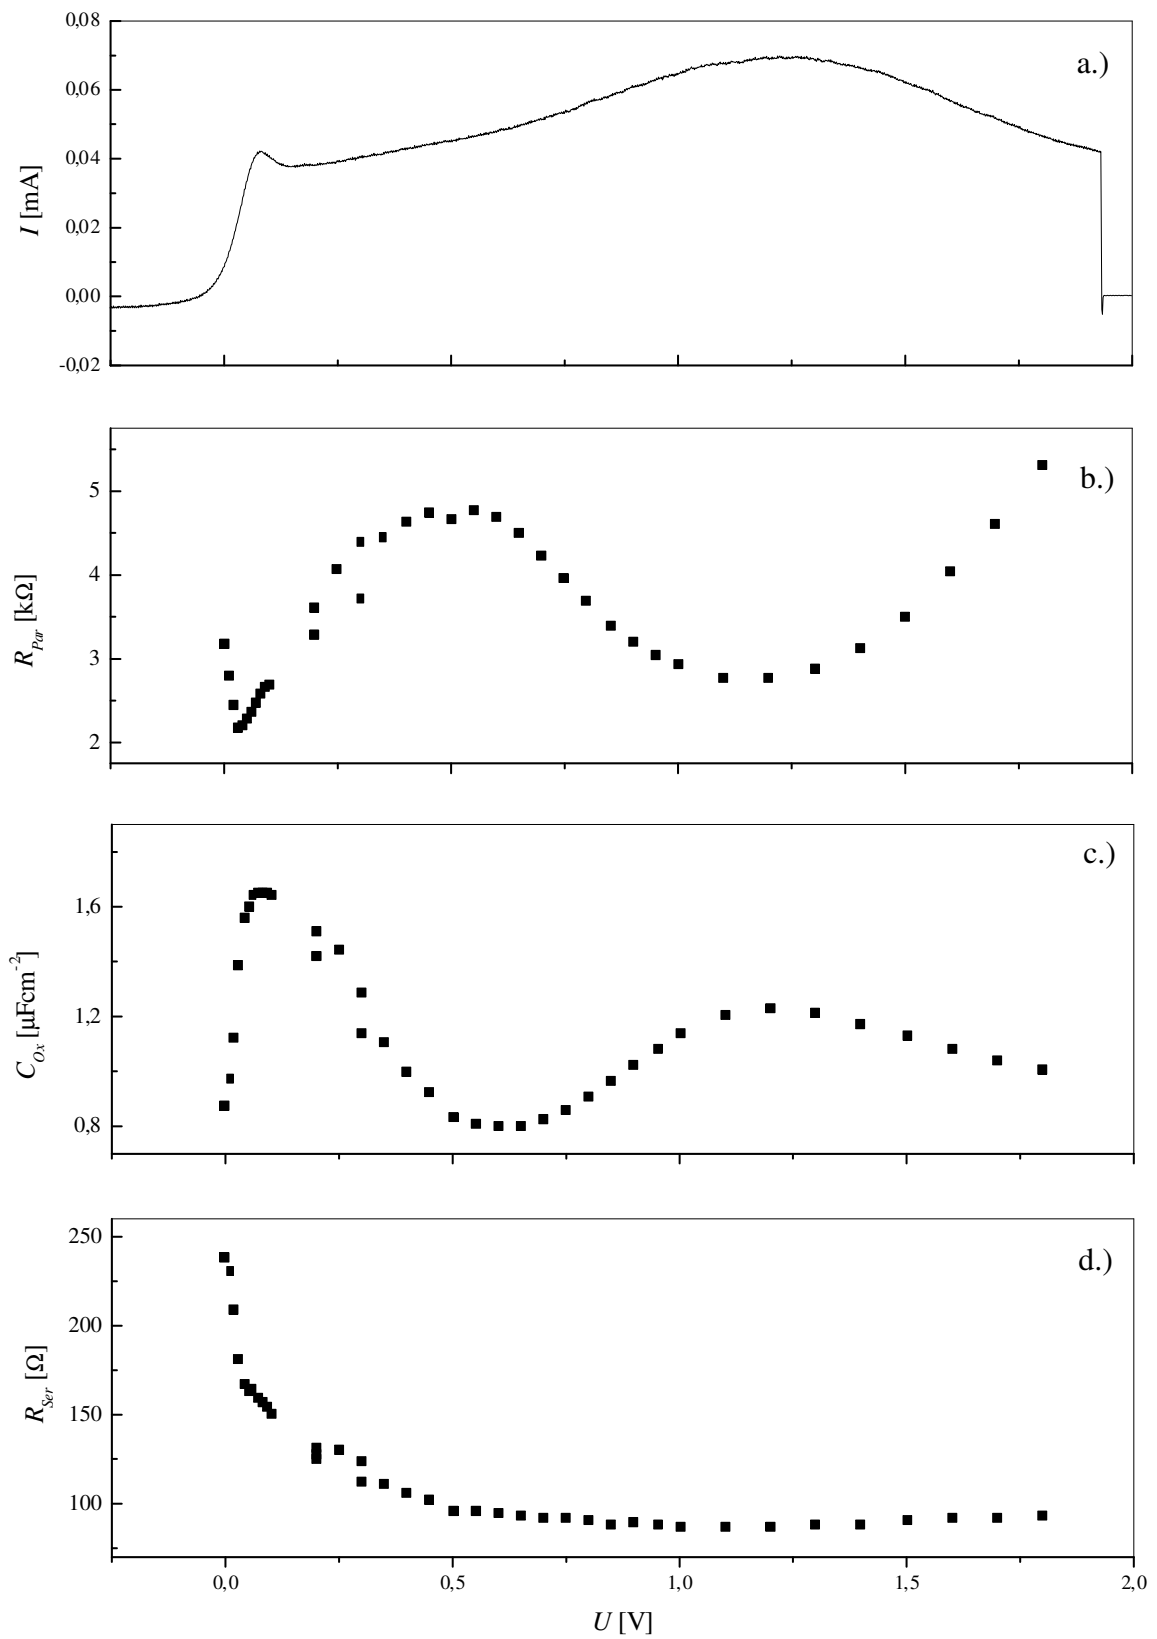 0,08
a.)
0,06
0,04
I [mA]
0,02
0,00
-0,02
b.)
5
4
R_Par [kΩ]
3
2
c.)
1,6
C_Ox [µFcm⁻²]
1,2
0,8
250
d.)
200
R_Ser [Ω]
150
100
0,0 0,5 1,0 1,5 2,0
U [V]